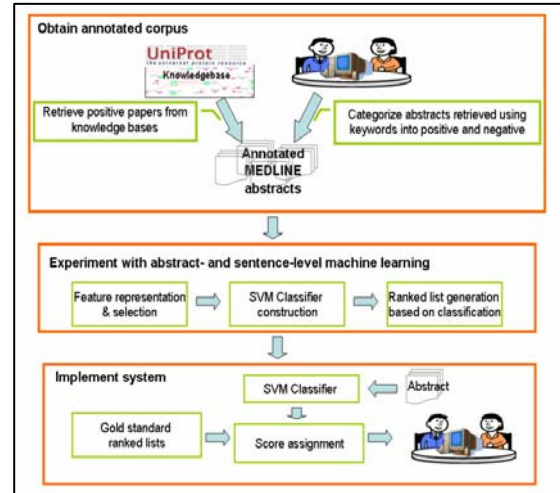 Obtain annotated corpus
UniProt
the universal protein resource
Knowledgebase
Retrieve positive papers from
knowledge bases
Categorize abstracts retrieved using
keywords into positive and negative
Annotated
MEDLINE
abstracts
Experiment with abstract- and sentence-level machine learning
Feature representation
& selection
SVM Classifier
construction
Ranked list generation
based on classification
Implement system
SVM Classifier
Abstract
Gold standard
ranked lists
Score assignment